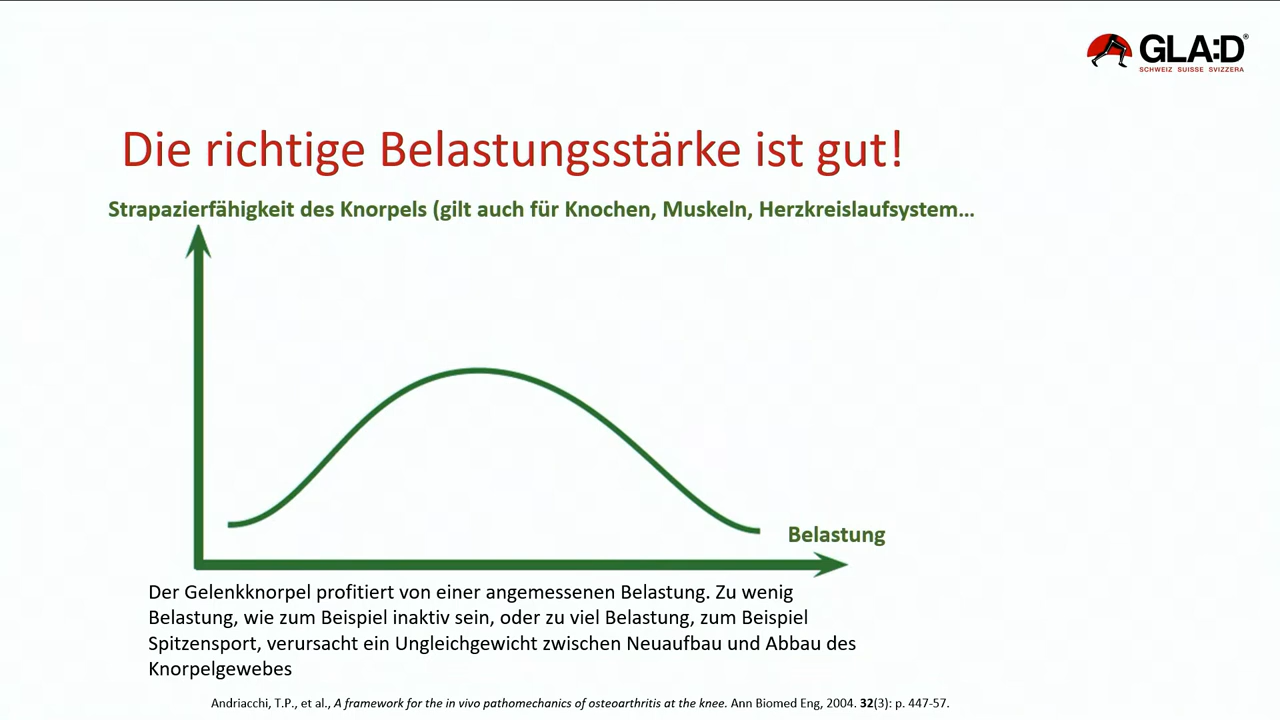 GLA:D®
SCHWEIZ SUISSE SVIZZERA
Die richtige Belastungsstärke ist gut!
Strapazierfähigkeit des Knorpels (gilt auch für Knochen, Muskeln, Herzkreislaufsystem...
Belastung
Der Gelenkknorpel profitiert von einer angemessenen Belastung. Zu wenig
Belastung, wie zum Beispiel inaktiv sein, oder zu viel Belastung, zum Beispiel
Spitzensport, verursacht ein Ungleichgewicht zwischen Neuaufbau und Abbau des
Knorpelgewebes
Andriacchi, T.P., et al., A framework for the in vivo pathomechanics of osteoarthritis at the knee. Ann Biomed Eng, 2004. 32(3): p. 447-57.